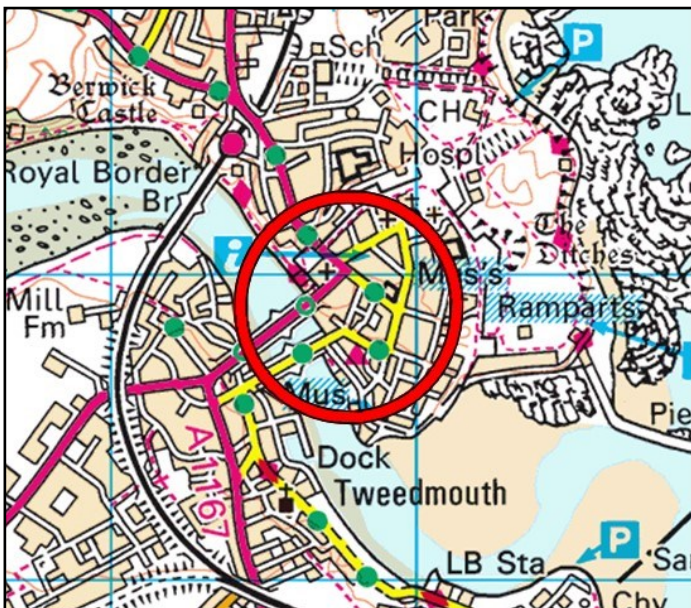 Park
P
Sch
Berwick
Castle
CH
Hospl
L
Royal Border
Br
The
Ditches
i
Mus's
Mill
Fm
Ramparts
Mus
Pie
A 1167
Dock
Tweedmouth
P
LB Sta
Sa
Chy